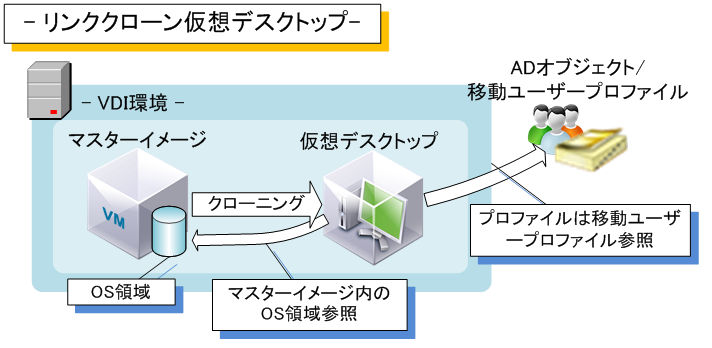 - リンククローン仮想デスクトップ-
ADオブジェクト/
移動ユーザープロファイル
- VDI環境 -
マスターイメージ
仮想デスクトップ
クローニング
VM
プロファイルは移動ユーザ
ープロファイル参照
OS領域
マスターイメージ内の
OS領域参照